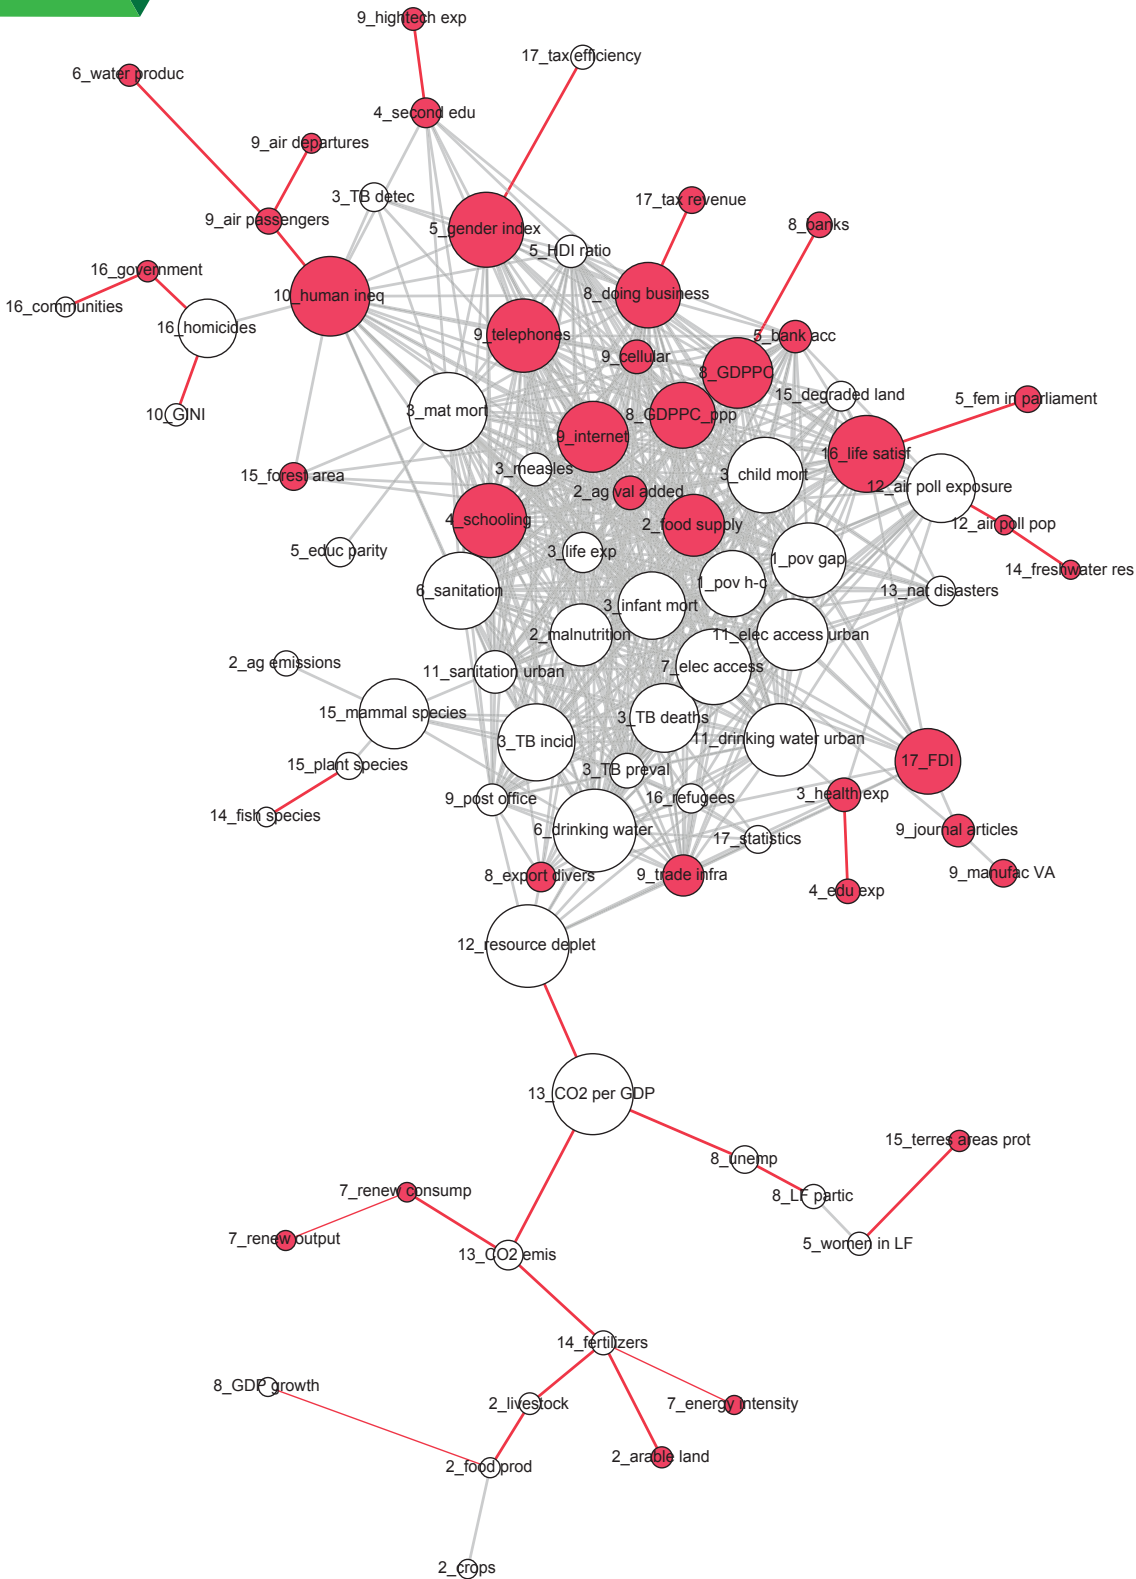 9_hightech exp
17_tax efficiency
6_water produc
4_second edu
9_air departures
3_TB detec
17_tax revenue
9_air passengers
5_gender index
8_banks
5_HDI ratio
16_government
10_human ineq
8_doing business
16_communities
16_homicides
9_telephones
5_bank acc
9_cellular
8_GDPPC
15_degraded land
5_fem in parliament
10_GINI
3_mat mort
8_GDPPC_ppp
9_internet
16_life satisf
3_measles
15_forest area
3_child mort
12_air poll exposure
2_ag val added
4_schooling
2_food supply
12_air poll pop
5_educ parity
3_life exp
1_pov gap
14_freshwater res
6_sanitation
1_pov h-c
13_nat disasters
3_infant mort
2_malnutrition
11_elec access urban
2_ag emissions
11_sanitation urban
7_elec access
15_mammal species
3_TB deaths
3_TB incid
11_drinking water urban
15_plant species
3_TB preval
17_FDI
9_post office
16_refugees
3_health exp
14_fish species
6_drinking water
17_statistics
9_journal articles
8_export divers
9_trade infra
9_manufac VA
4_edu exp
12_resource deplet
13_CO2 per GDP
15_terres areas prot
8_unemp
7_renew consump
8_LF partic
7_renew output
5_women in LF
13_CO2 emis
14_fertilizers
8_GDP growth
2_livestock
7_energy intensity
2_arable land
2_food prod
2_crops